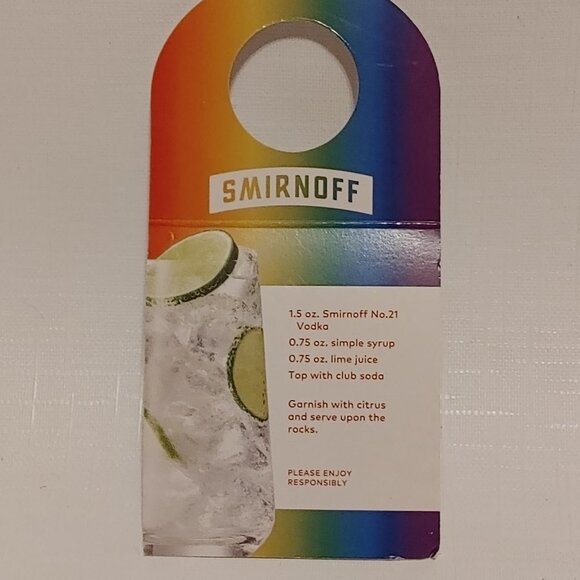 SMIRNOFF
1.5 oz. Smirnoff No.21
Vodka
0.75 oz. simple syrup
0.75 oz. lime juice
Top with club soda
Garnish with citrus
and serve upon the
rocks.
PLEASE ENJOY
RESPONSIBLY